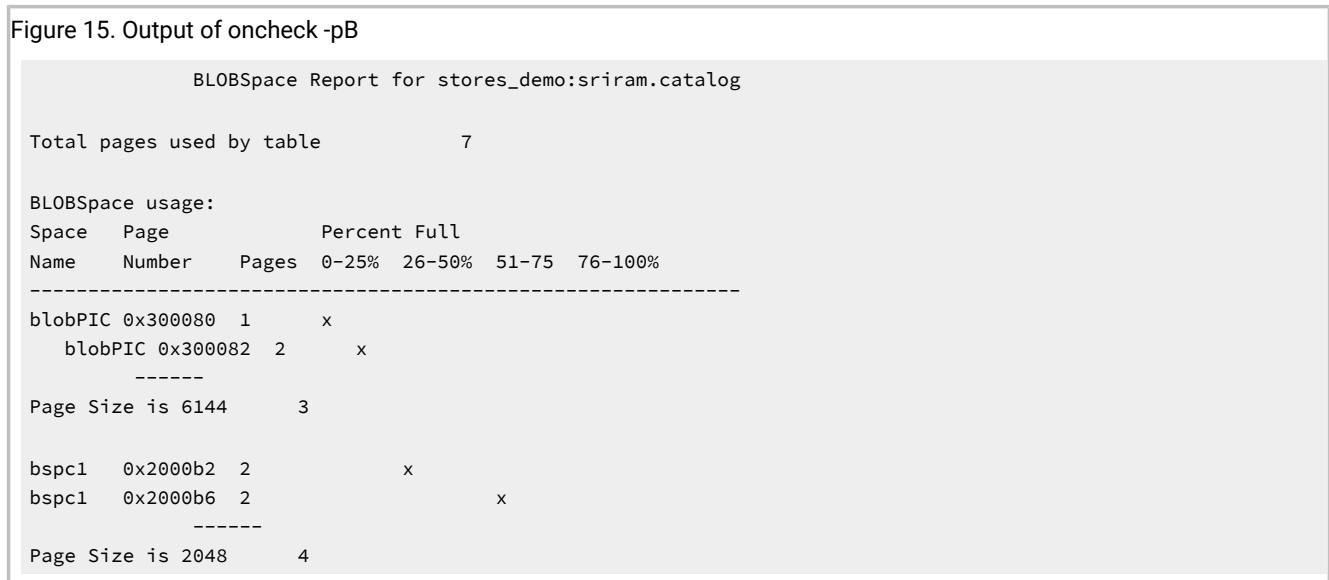 Figure 15. Output of oncheck -pB
BLOBSpace Report for stores_demo:sriram.catalog
Total pages used by table 7
BLOBSpace usage:
Space Page Percent Full
Name Number Pages 0-25% 26-50% 51-75 76-100%
------------------------------------------------------------
blobPIC 0x300080 1 x
blobPIC 0x300082 2 x
------
Page Size is 6144 3
bspc1 0x2000b2 2 x
bspc1 0x2000b6 2 x
------
Page Size is 2048 4